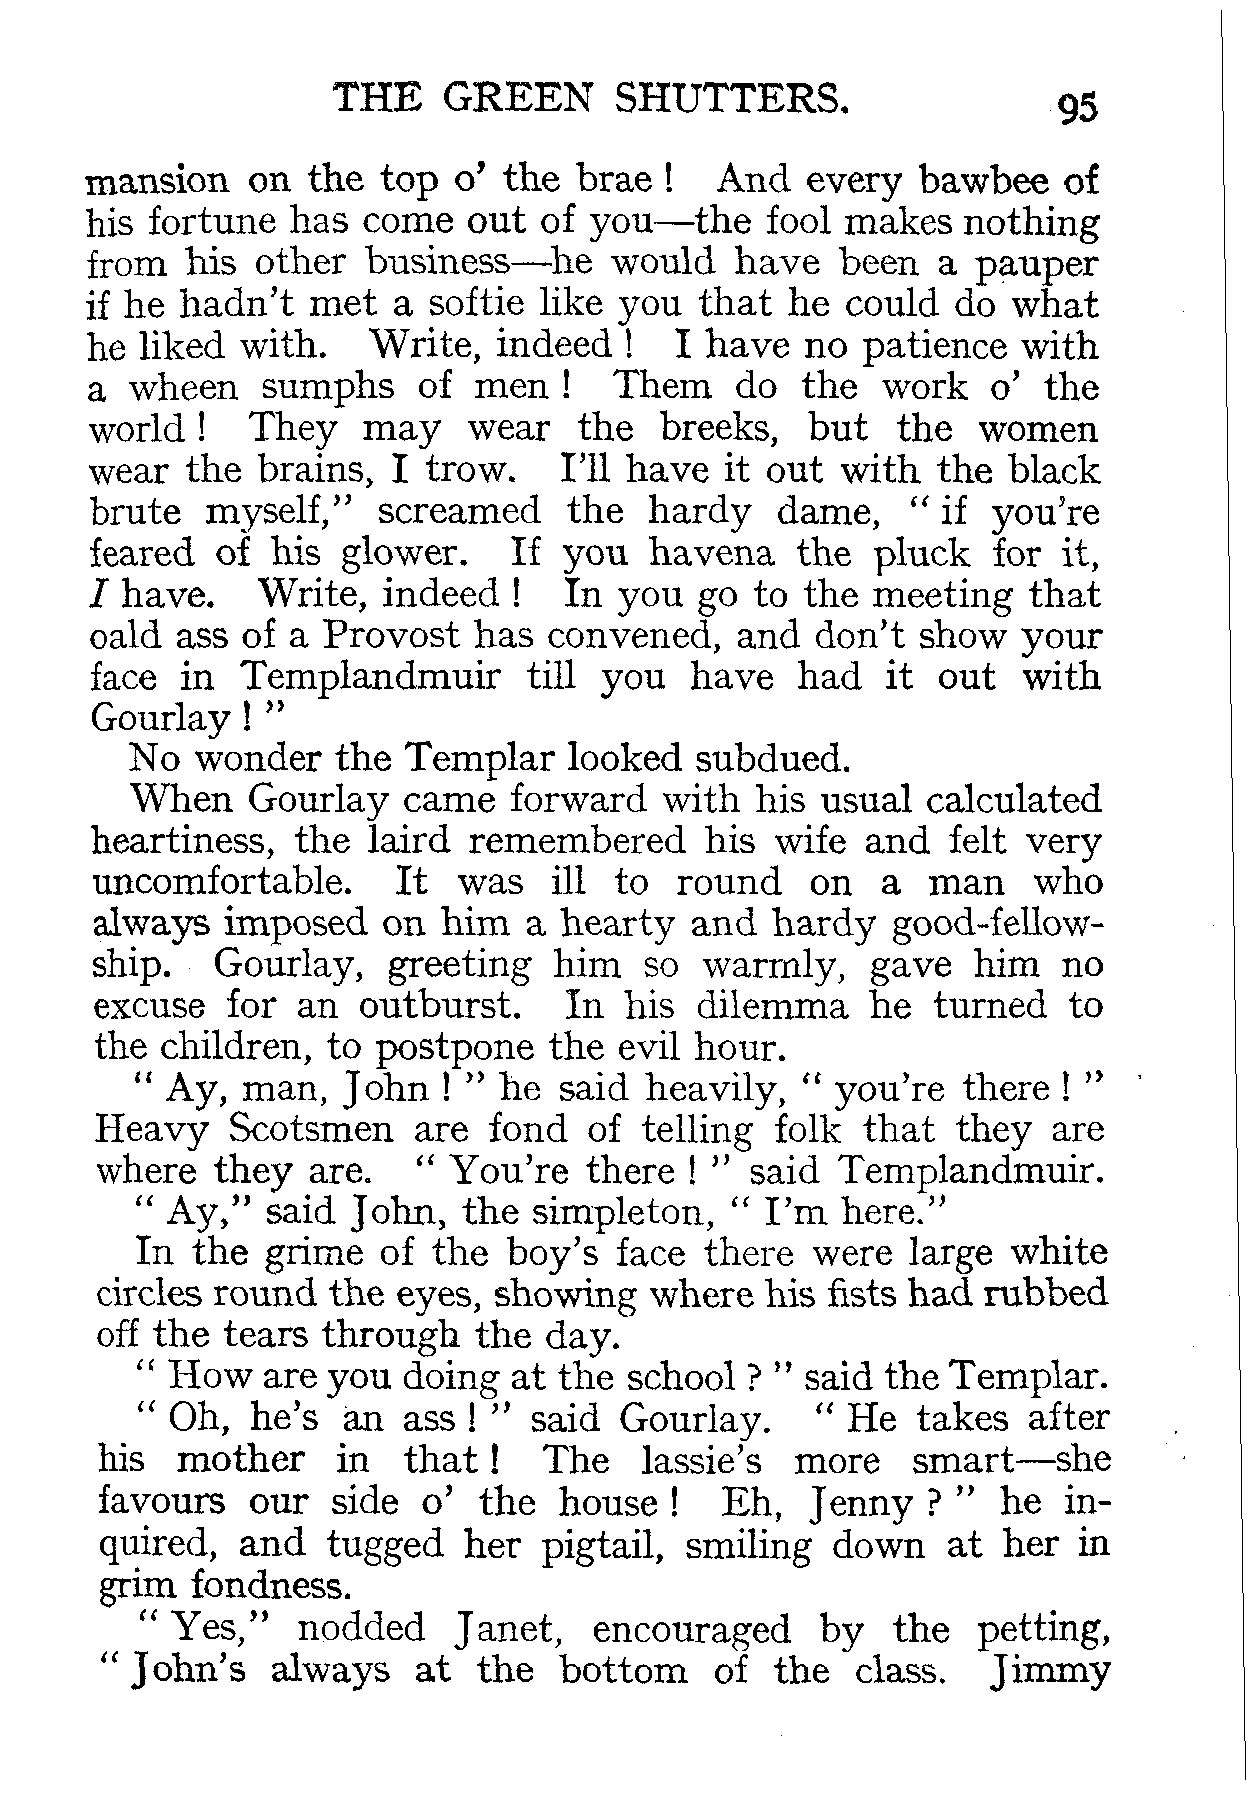 THE GREEN SHUTTERS. 95
mansion on the top o' the brae ! And every bawbee of
his fortune has come out of you—the fool makes nothing
from his other business—he would have been a pauper
if he hadn't met a softie like you that he could do what
he liked with. Write, indeed ! I have no patience with
a wheen sumphs of men ! Them do the work o' the
world ! They may wear the breeks, but the women
wear the brains, I trow. I'll have it out with the black
brute myself," screamed the hardy dame, " if you're
feared of his glower. If you havena the pluck for it,
I have. Write, indeed ! In you go to the meeting that
oald ass of a Provost has convened, and don't show your
face in Templandmuir till you have had it out with
Gourlay ! "
No wonder the Templar looked subdued.
When Gourlay came forward with his usual calculated
heartiness, the laird remembered his wife and felt very
uncomfortable. It was ill to round on a man who
always imposed on him a hearty and hardy good-fellow-
ship. Gourlay, greeting him so warmly, gave him no
excuse for an outburst. In his dilemma he turned to
the children, to postpone the evil hour.
" Ay, man, John ! " he said heavily, " you're there ! "
Heavy Scotsmen are fond of telling folk that they are
where they are. " You're there ! " said Templandmuir.
" Ay," said John, the simpleton, " I'm here."
In the grime of the boy's face there were large white
circles round the eyes, showing where his fists had rubbed
off the tears through the day.
" How are you doing at the school ? " said the Templar.
" Oh, he's an ass ! " said Gourlay. " He takes after
his mother in that ! The lassie's more smart—she
favours our side o' the house ! Eh, Jenny ? " he in-
quired, and tugged her pigtail, smiling down at her in
grim fondness.
" Yes," nodded Janet, encouraged by the petting,
" John's always at the bottom of the class. Jimmy